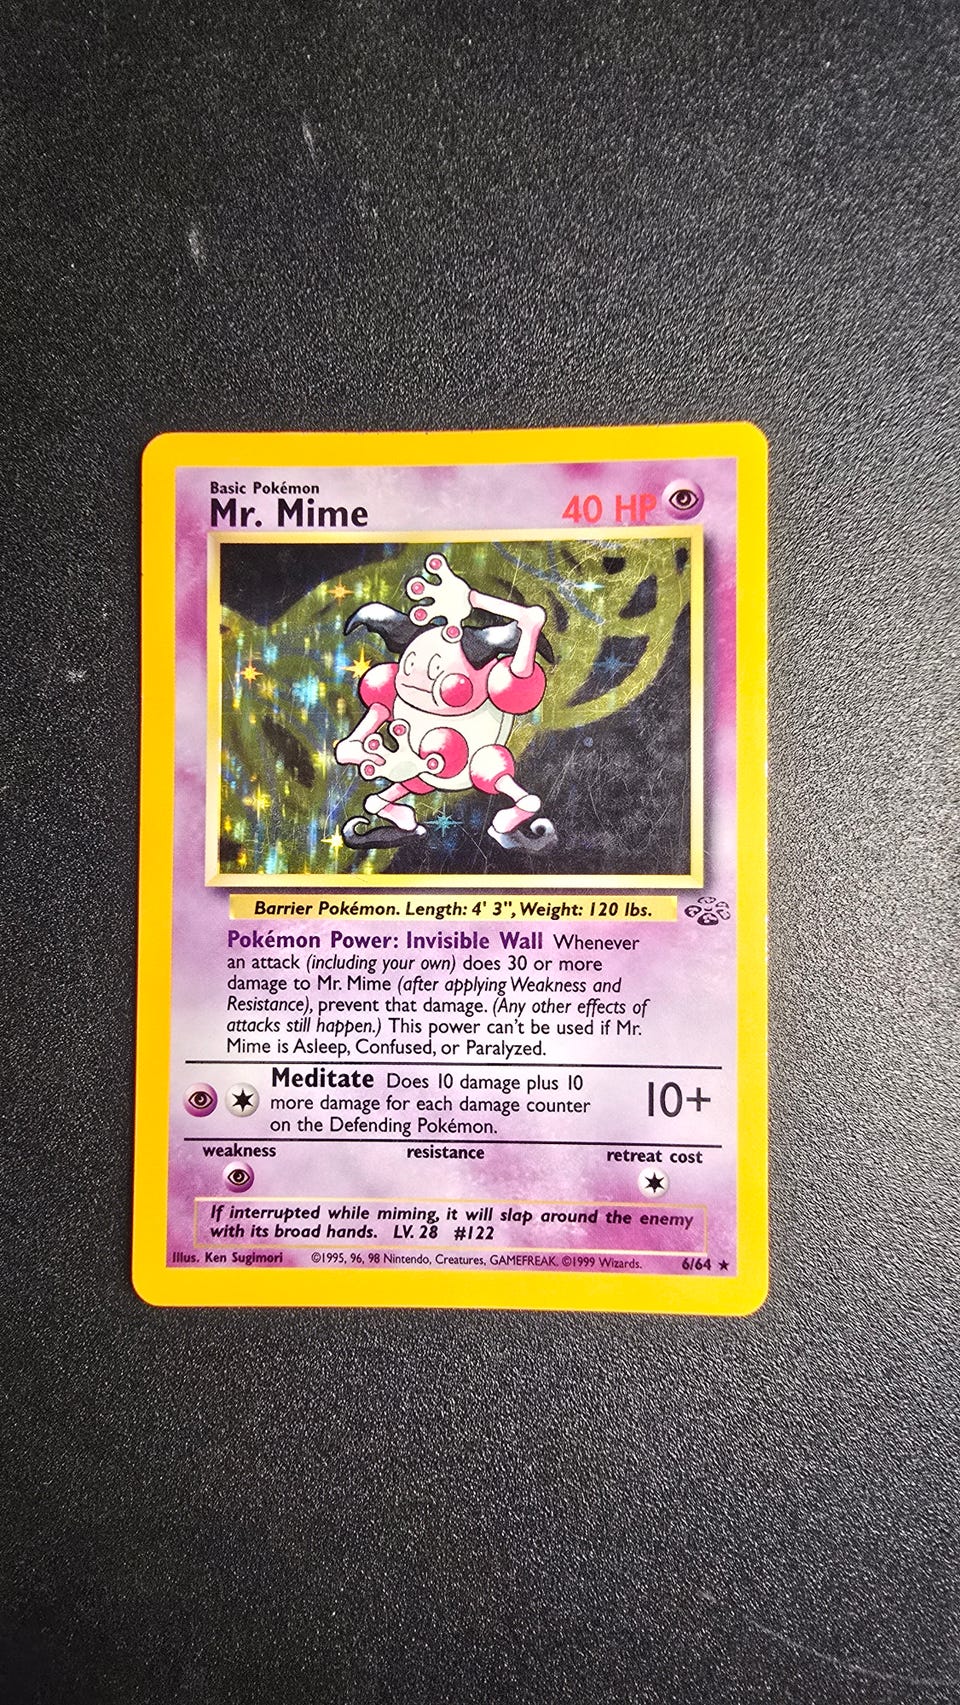 Basic Pokémon
Mr. Mime
40 HP
Barrier Pokémon. Length: 4' 3", Weight: 120 lbs.
Pokémon Power: Invisible Wall Whenever
an attack (including your own) does 30 or more
damage to Mr. Mime (after applying Weakness and
Resistance), prevent that damage. (Any other effects of
attacks still happen.) This power can't be used if Mr.
Mime is Asleep, Confused, or Paralyzed.
Meditate Does 10 damage plus 10
more damage for each damage counter
on the Defending Pokémon.
10+
weakness
resistance
retreat cost
If interrupted while miming, it will slap around the enemy
with its broad hands. LV. 28 #122
Illus. Ken Sugimori ©1995, 96, 98 Nintendo, Creatures, GAMEFREAK. ©1999 Wizards. 6/64 ★